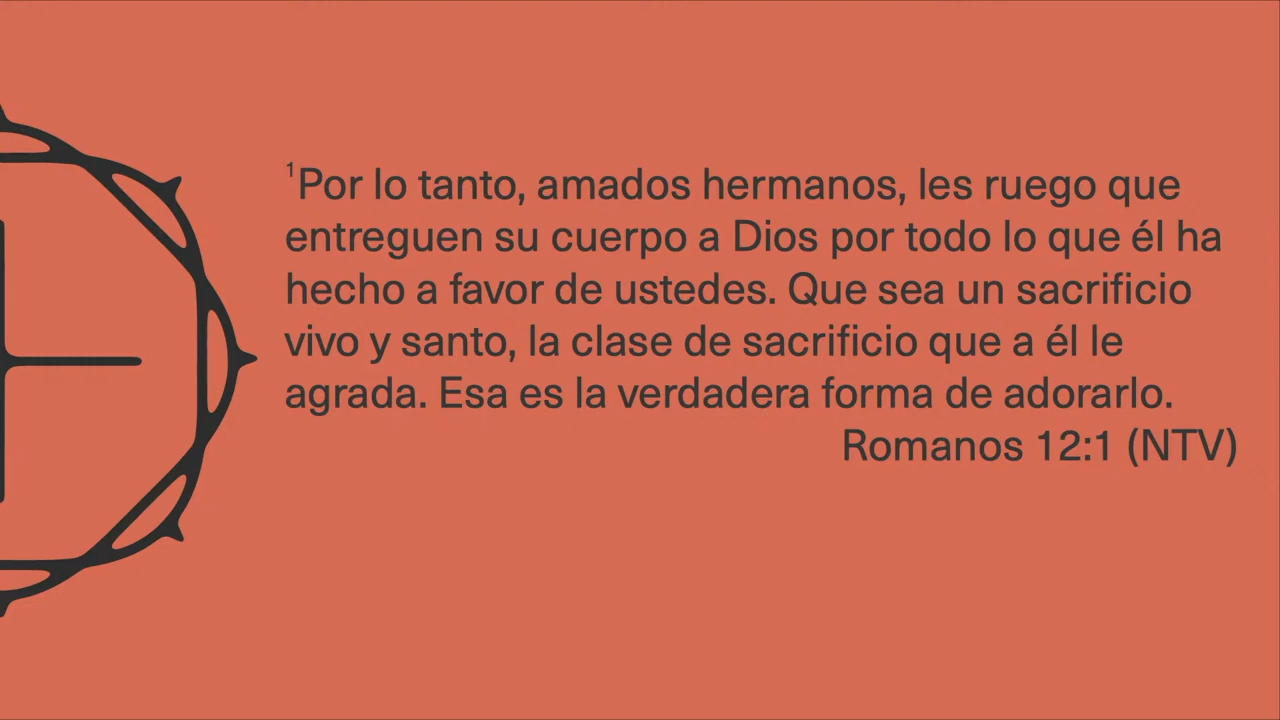 ¹Por lo tanto, amados hermanos, les ruego que
entreguen su cuerpo a Dios por todo lo que él ha
hecho a favor de ustedes. Que sea un sacrificio
vivo y santo, la clase de sacrificio que a él le
agrada. Esa es la verdadera forma de adorarlo.
Romanos 12:1 (NTV)